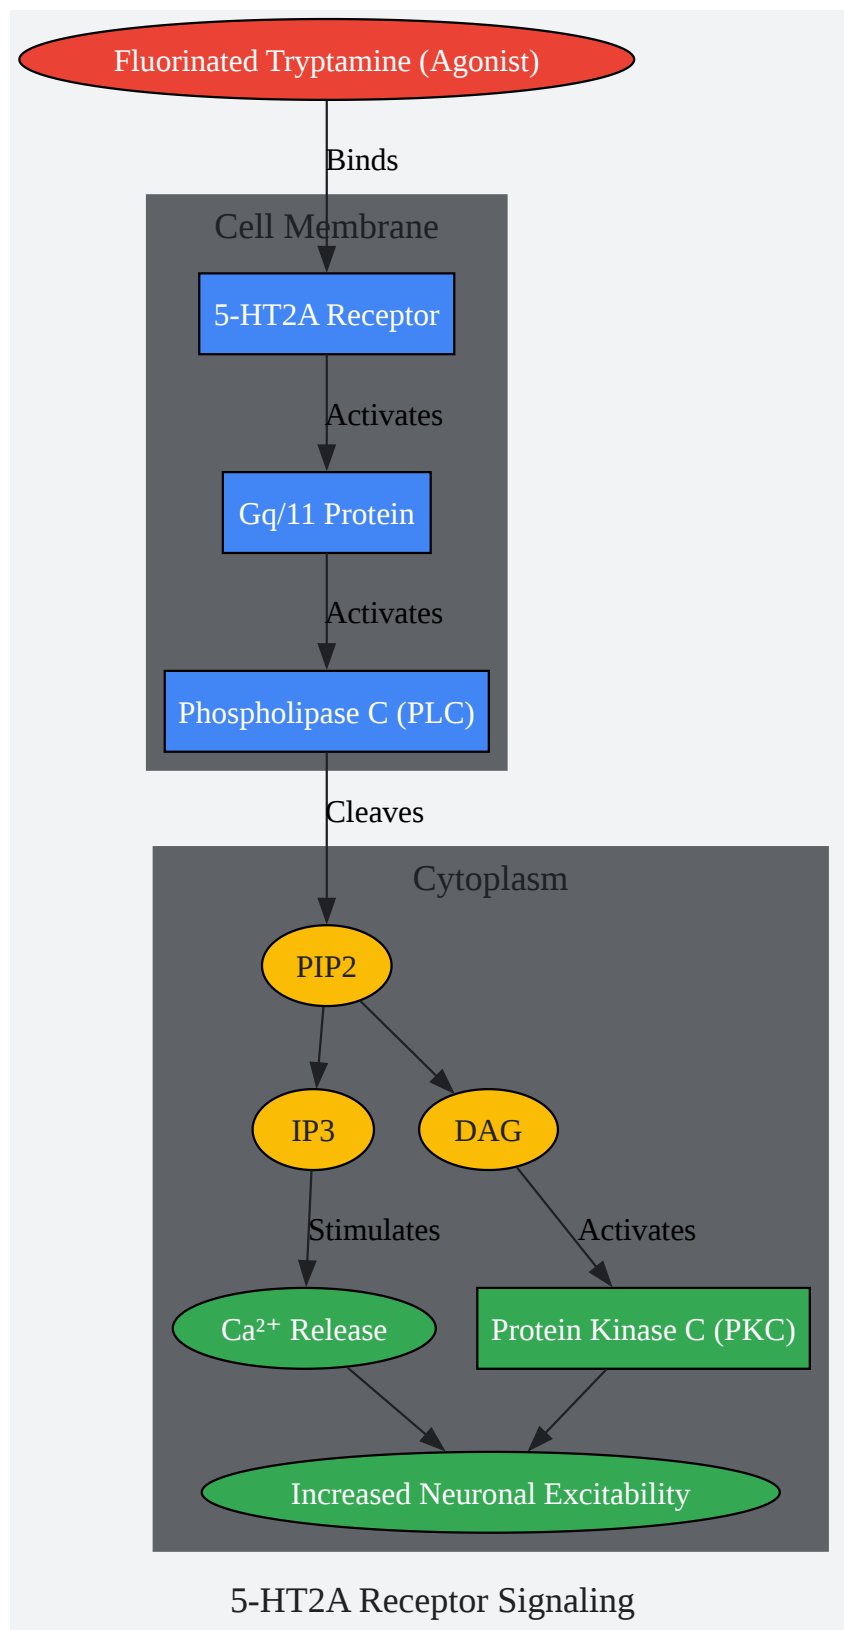 Fluorinated Tryptamine (Agonist)
Binds
Cell Membrane
5-HT2A Receptor
Activates
Gq/11 Protein
Activates
Phospholipase C (PLC)
Cleaves
Cytoplasm
PIP2
IP3
DAG
Stimulates
Activates
Ca²⁺ Release
Protein Kinase C (PKC)
Increased Neuronal Excitability
5-HT2A Receptor Signaling